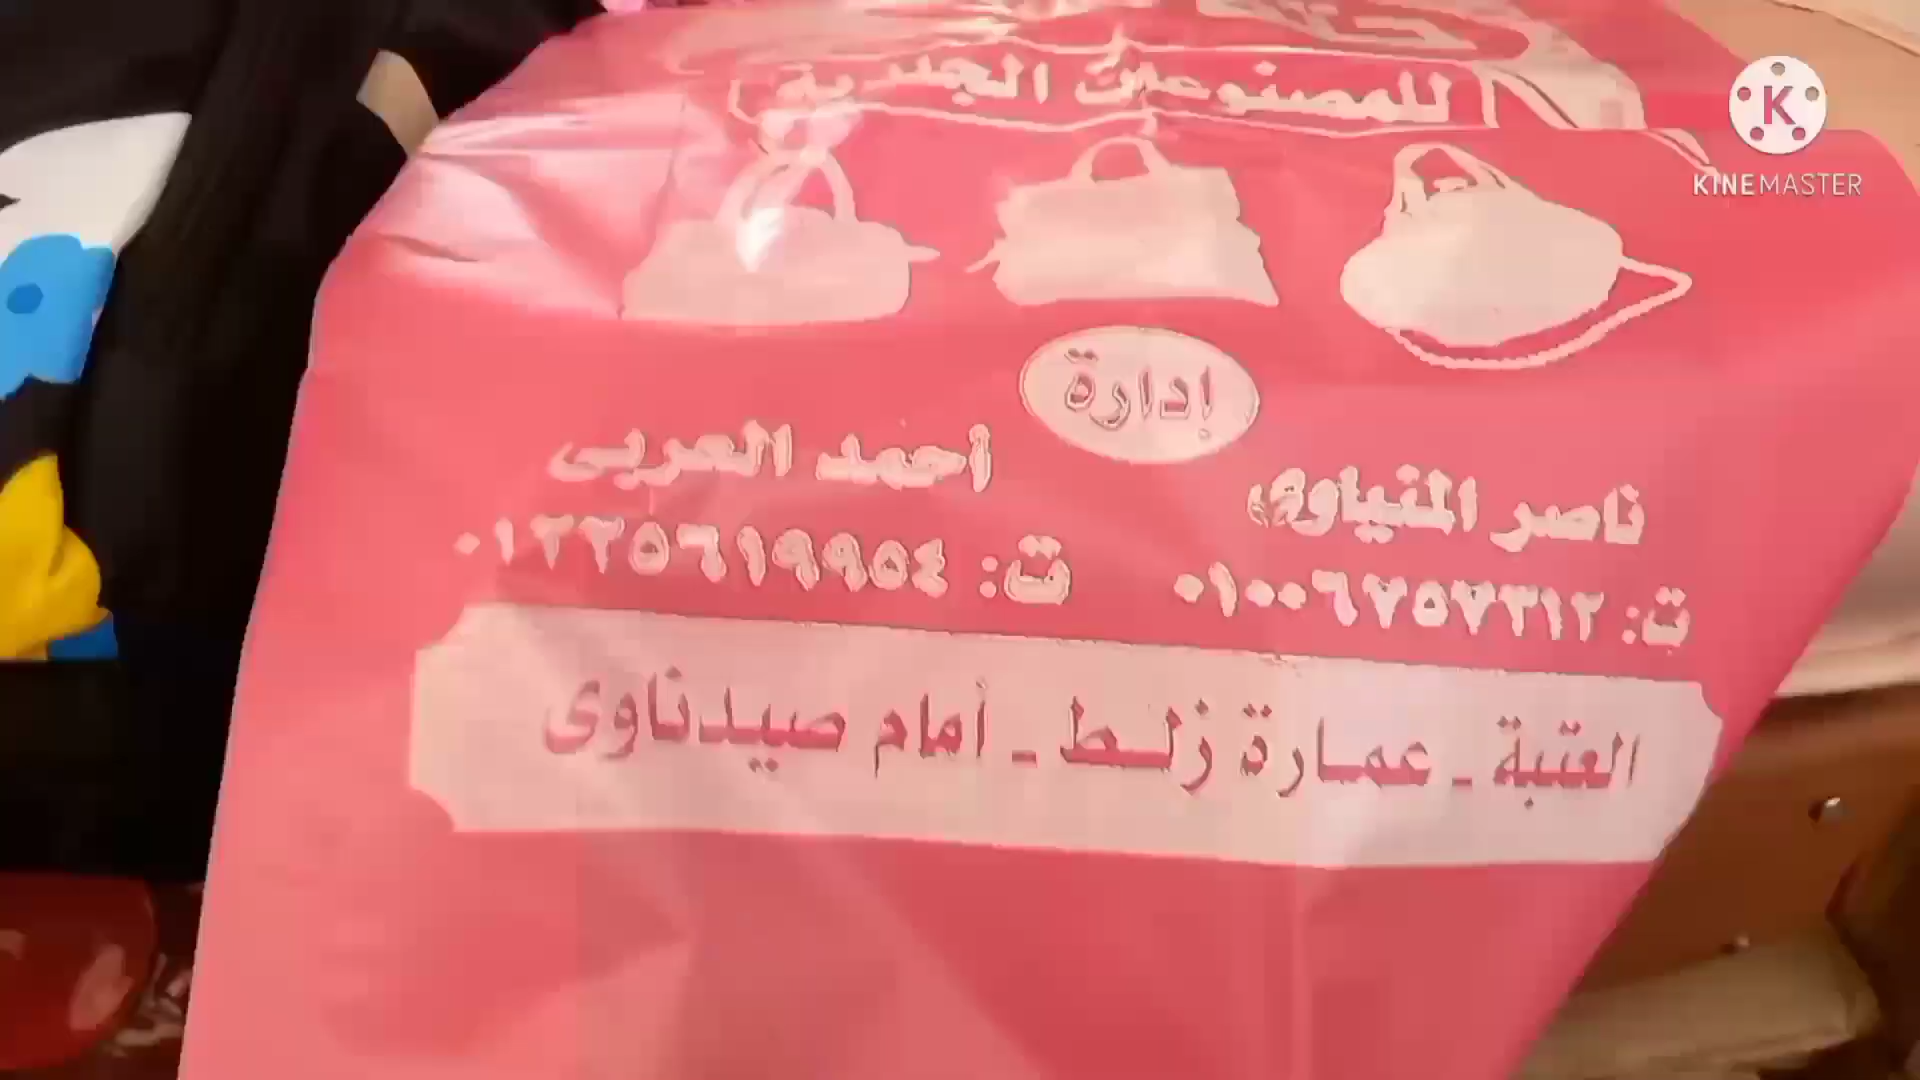 للمصنوعات الجلدية
إدارة
ناصر المنياوى
ت: ٠١٠٠٦٧٥٧٣١٢
أحمد العربى
ت: ٠١٢٢٥٦١٩٩٥٤
العتبة - عمارة زلط - أمام صيدناوى
K
KINEMASTER